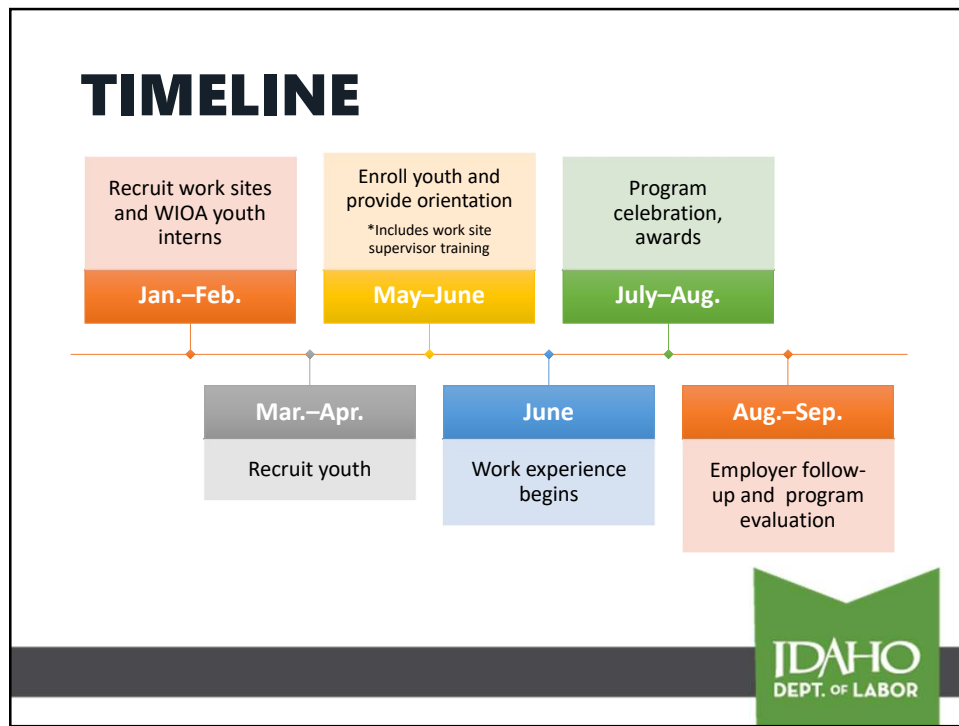 TIMELINE
Recruit work sites
and WIOA youth
interns
Jan.–Feb.
Enroll youth and
provide orientation
*Includes work site
supervisor training
May–June
Program
celebration,
awards
July–Aug.
Mar.–Apr.
Recruit youth
June
Work experience
begins
Aug.–Sep.
Employer follow-
up and  program
evaluation
IDAHO
DEPT. OF LABOR